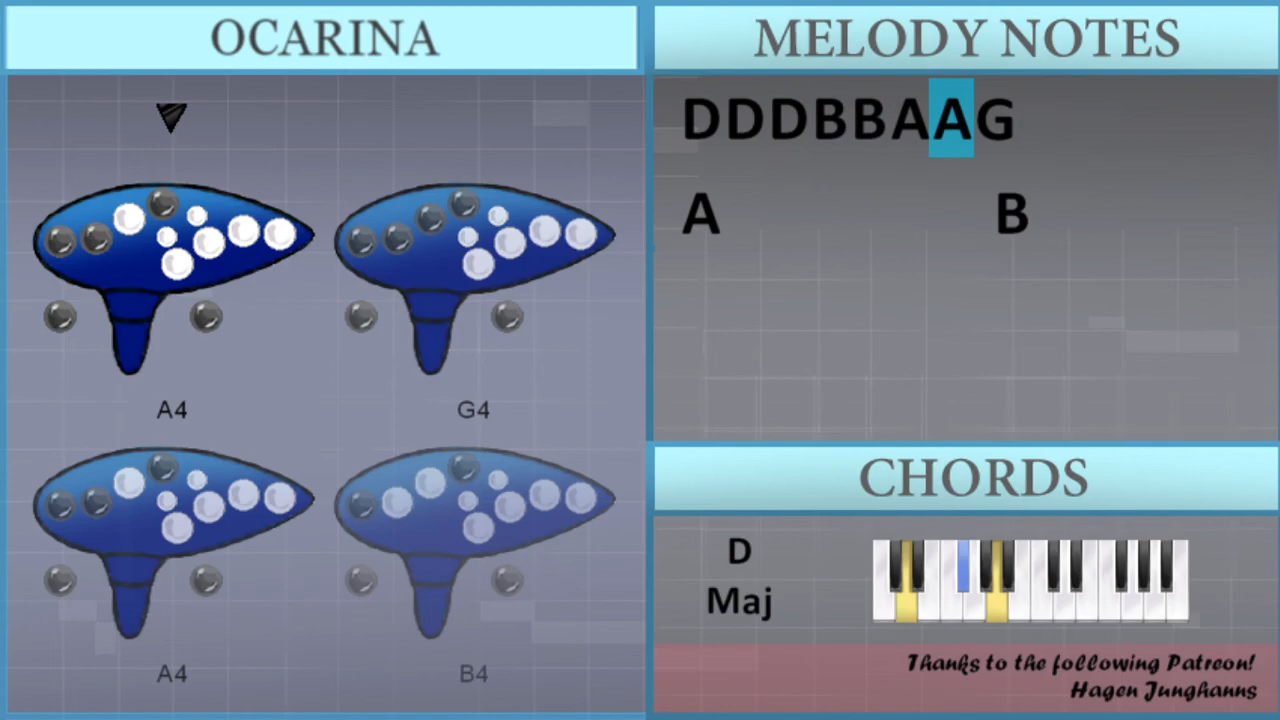 OCARINA
A4 G4
A4 B4
MELODY NOTES
DDDBBAAG
A B
CHORDS
D
Maj
Thanks to the following Patreon!
Hagen Junghanns